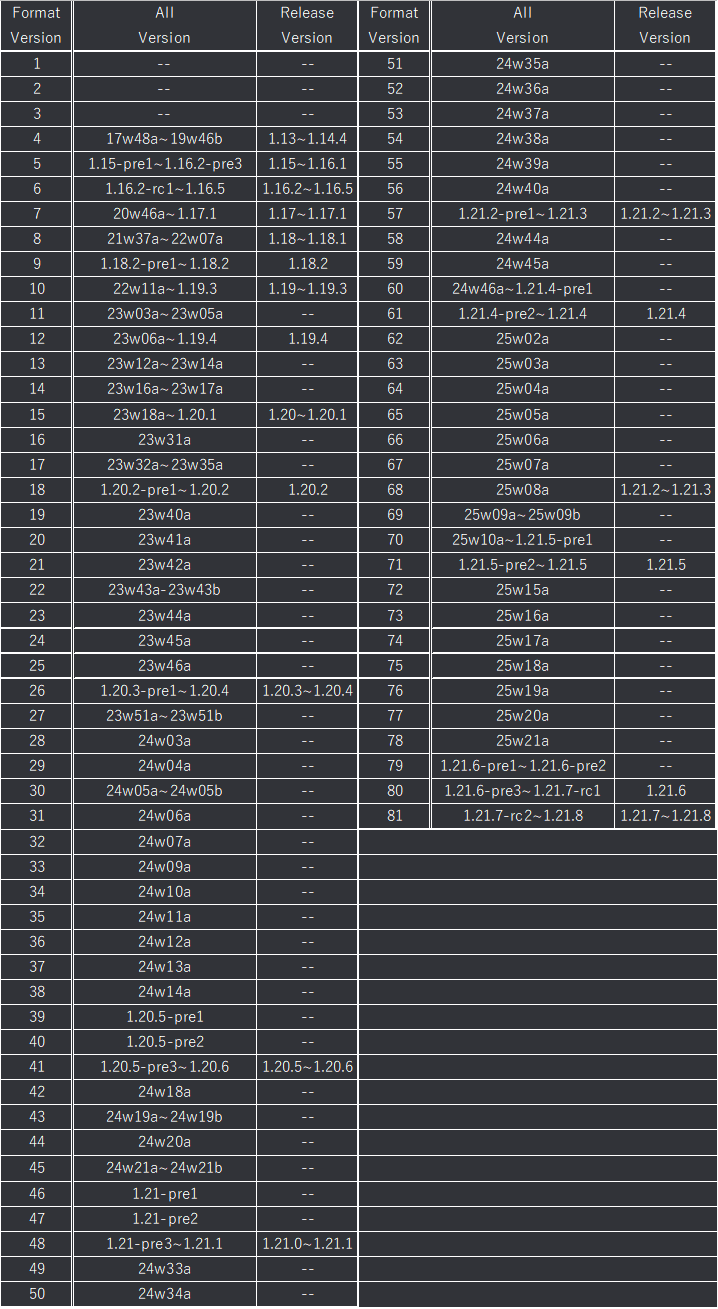 Format All Release Format All Release
Version Version Version Version Version Version
1 -- -- 51 24w35a --
2 -- -- 52 24w36a --
3 -- -- 53 24w37a --
4 17w48a~19w46b 1.13~1.14.4 54 24w38a --
5 1.15-pre1~1.16.2-pre3 1.15~1.16.1 55 24w39a --
6 1.16.2-rc1~1.16.5 1.16.2~1.16.5 56 24w40a --
7 20w46a~1.17.1 1.17~1.17.1 57 1.21.2-pre1~1.21.3 1.21.2~1.21.3
8 21w37a~22w07a 1.18~1.18.1 58 24w44a --
9 1.18.2-pre1~1.18.2 1.18.2 59 24w45a --
10 22w11a~1.19.3 1.19~1.19.3 60 24w46a~1.21.4-pre1 --
11 23w03a~23w05a -- 61 1.21.4-pre2~1.21.4 1.21.4
12 23w06a~1.19.4 1.19.4 62 25w02a --
13 23w12a~23w14a -- 63 25w03a --
14 23w16a~23w17a -- 64 25w04a --
15 23w18a~1.20.1 1.20~1.20.1 65 25w05a --
16 23w31a -- 66 25w06a --
17 23w32a~23w35a -- 67 25w07a --
18 1.20.2-pre1~1.20.2 1.20.2 68 25w08a 1.21.2~1.21.3
19 23w40a -- 69 25w09a~25w09b --
20 23w41a -- 70 25w10a~1.21.5-pre1 --
21 23w42a -- 71 1.21.5-pre2~1.21.5 1.21.5
22 23w43a-23w43b -- 72 25w15a --
23 23w44a -- 73 25w16a --
24 23w45a -- 74 25w17a --
25 23w46a -- 75 25w18a --
26 1.20.3-pre1~1.20.4 1.20.3~1.20.4 76 25w19a --
27 23w51a~23w51b -- 77 25w20a --
28 24w03a -- 78 25w21a --
29 24w04a -- 79 1.21.6-pre1~1.21.6-pre2 --
30 24w05a~24w05b -- 80 1.21.6-pre3~1.21.7-rc1 1.21.6
31 24w06a -- 81 1.21.7-rc2~1.21.8 1.21.7~1.21.8
32 24w07a --
33 24w09a --
34 24w10a --
35 24w11a --
36 24w12a --
37 24w13a --
38 24w14a --
39 1.20.5-pre1 --
40 1.20.5-pre2 --
41 1.20.5-pre3~1.20.6 1.20.5~1.20.6
42 24w18a --
43 24w19a~24w19b --
44 24w20a --
45 24w21a~24w21b --
46 1.21-pre1 --
47 1.21-pre2 --
48 1.21-pre3~1.21.1 1.21.0~1.21.1
49 24w33a --
50 24w34a --